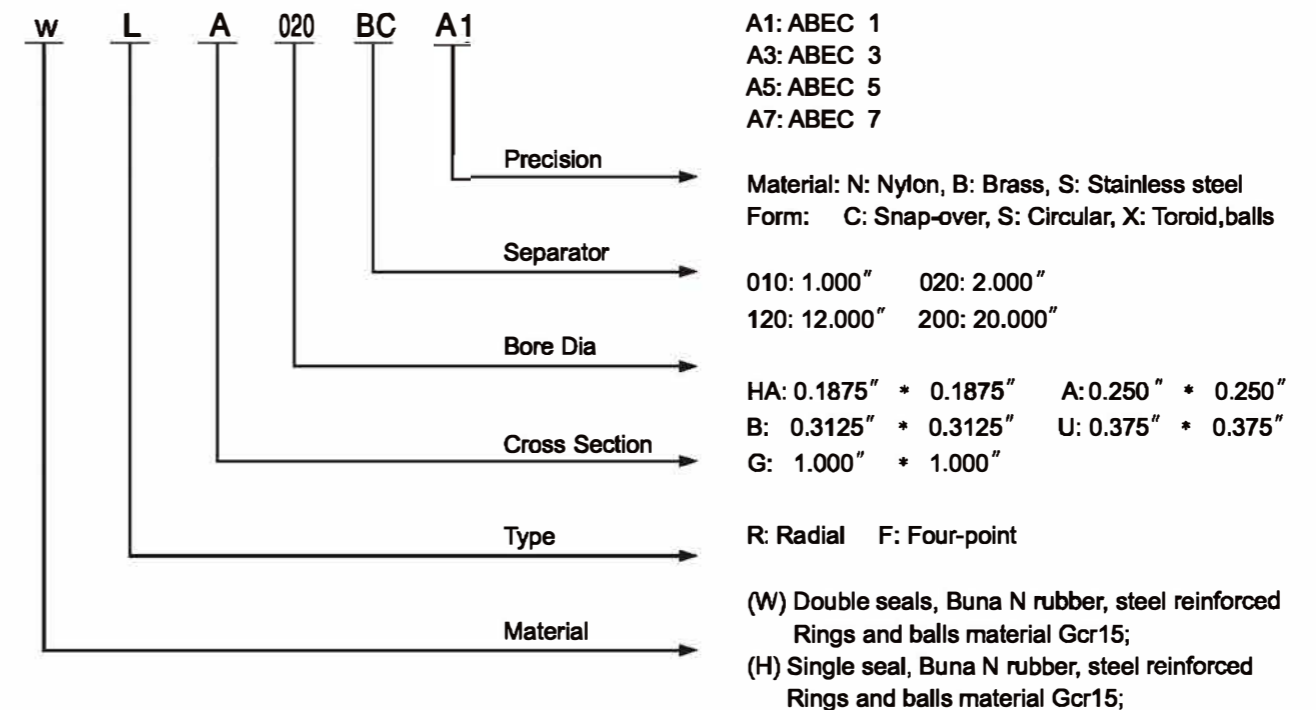 W L A 020 BC A1
A1: ABEC 1
A3: ABEC 3
A5: ABEC 5
A7: ABEC 7
Precision
Material: N: Nylon, B: Brass, S: Stainless steel
Form: C: Snap-over, S: Circular, X: Toroid,balls
Separator
010: 1.000" 020: 2.000"
120: 12.000" 200: 20.000"
Bore Dia
HA: 0.1875" * 0.1875" A: 0.250" * 0.250"
B: 0.3125" * 0.3125" U: 0.375" * 0.375"
G: 1.000" * 1.000"
Cross Section
R: Radial F: Four-point
Type
(W) Double seals, Buna N rubber, steel reinforced
Rings and balls material Gcr15;
Material
(H) Single seal, Buna N rubber, steel reinforced
Rings and balls material Gcr15;